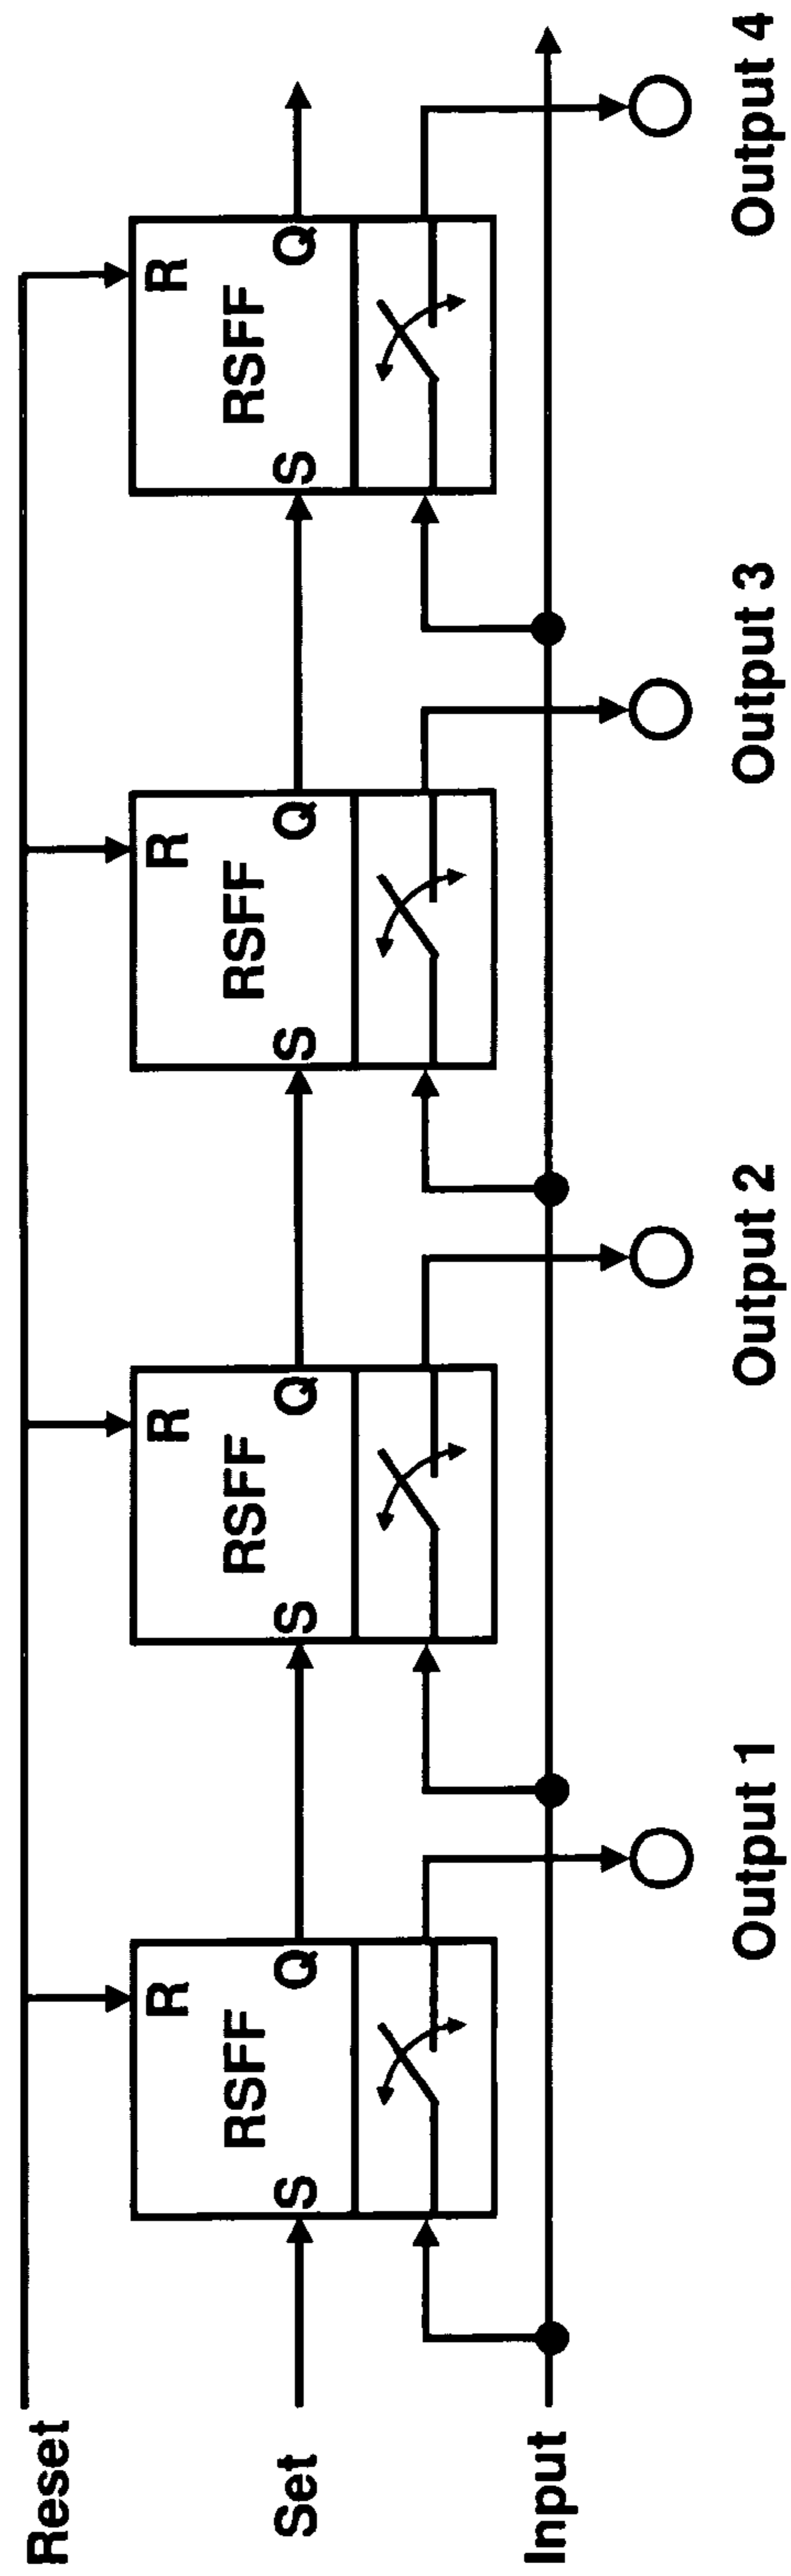 Reset
R
R
R
R
RSFF
RSFF
RSFF
RSFF
Set
S
Q
S
Q
S
Q
S
Q
Input
Output 1
Output 2
Output 3
Output 4